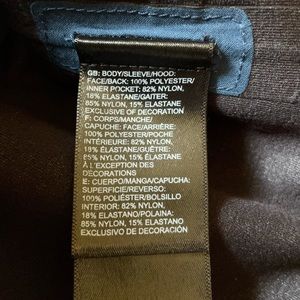 GB: BODY/SLEEVE/HOOD:
FACE/BACK: 100% POLYESTER/
INNER POCKET: 82% NYLON,
18% ELASTANE/GAITER:
85% NYLON, 15% ELASTANE
EXCLUSIVE OF DECORATION
F: CORPS/MANCHE/
CAPUCHE: FACE/ARRIÈRE:
100% POLYESTER/POCHE
INTÉRIEURE: 82% NYLON,
18% ELASTANE/GUÊTRE:
85% NYLON, 15% ELASTANE
À L'EXCEPTION DES
DÉCORATIONS
E: CUERPO/MANGA/CAPUCHA:
SUPERFICIE/REVERSO:
100% POLIÉSTER/BOLSILLO
INTERIOR: 82% NYLON,
18% ELASTANO/POLAINA:
85% NYLON, 15% ELASTANO
EXCLUSIVO DE DECORACIÓN